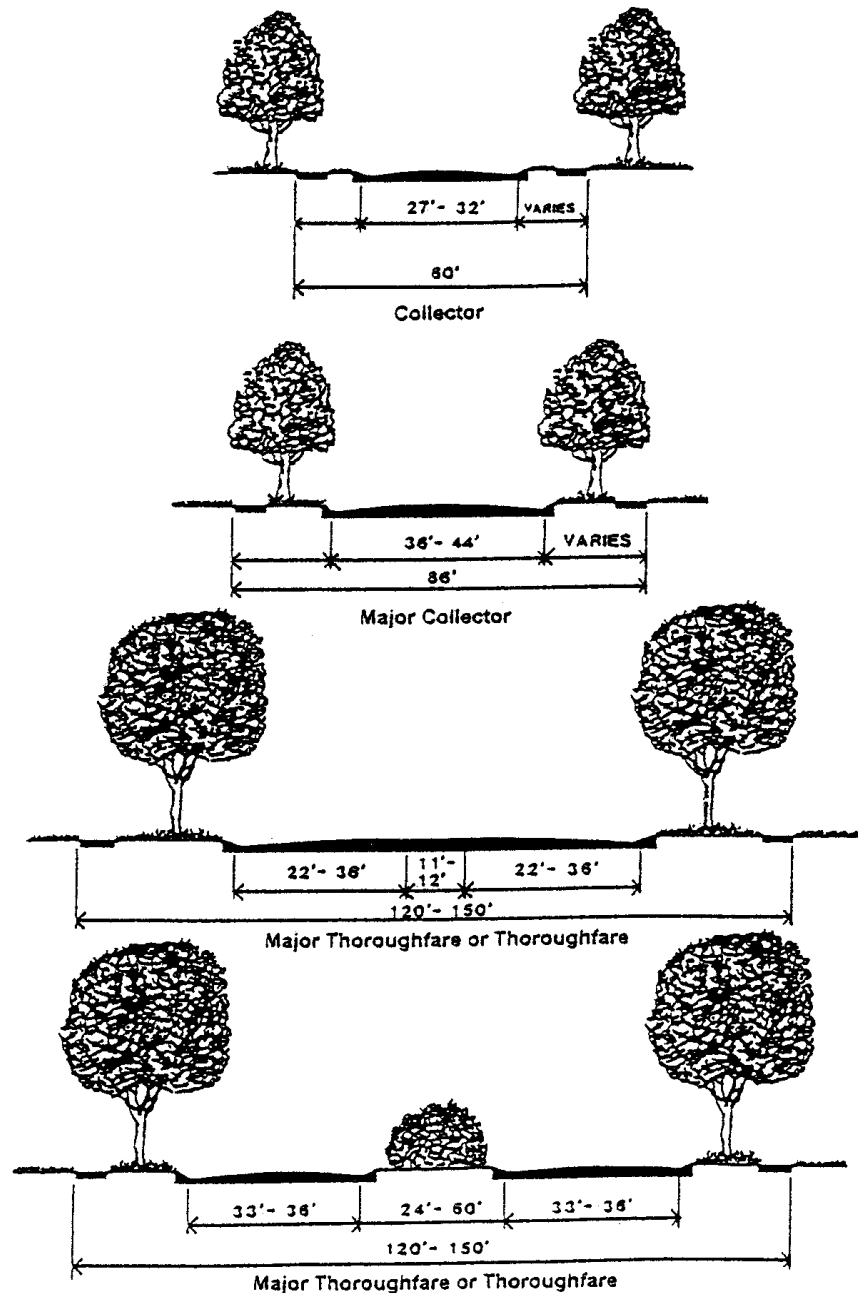 27'- 32' VARIES
60'
Collector
36'- 44' VARIES
86'
Major Collector
22'- 36' 11'- 12' 22'- 36'
120'- 150'
Major Thoroughfare or Thoroughfare
33'- 36' 24'- 60' 33'- 36'
120'- 150'
Major Thoroughfare or Thoroughfare